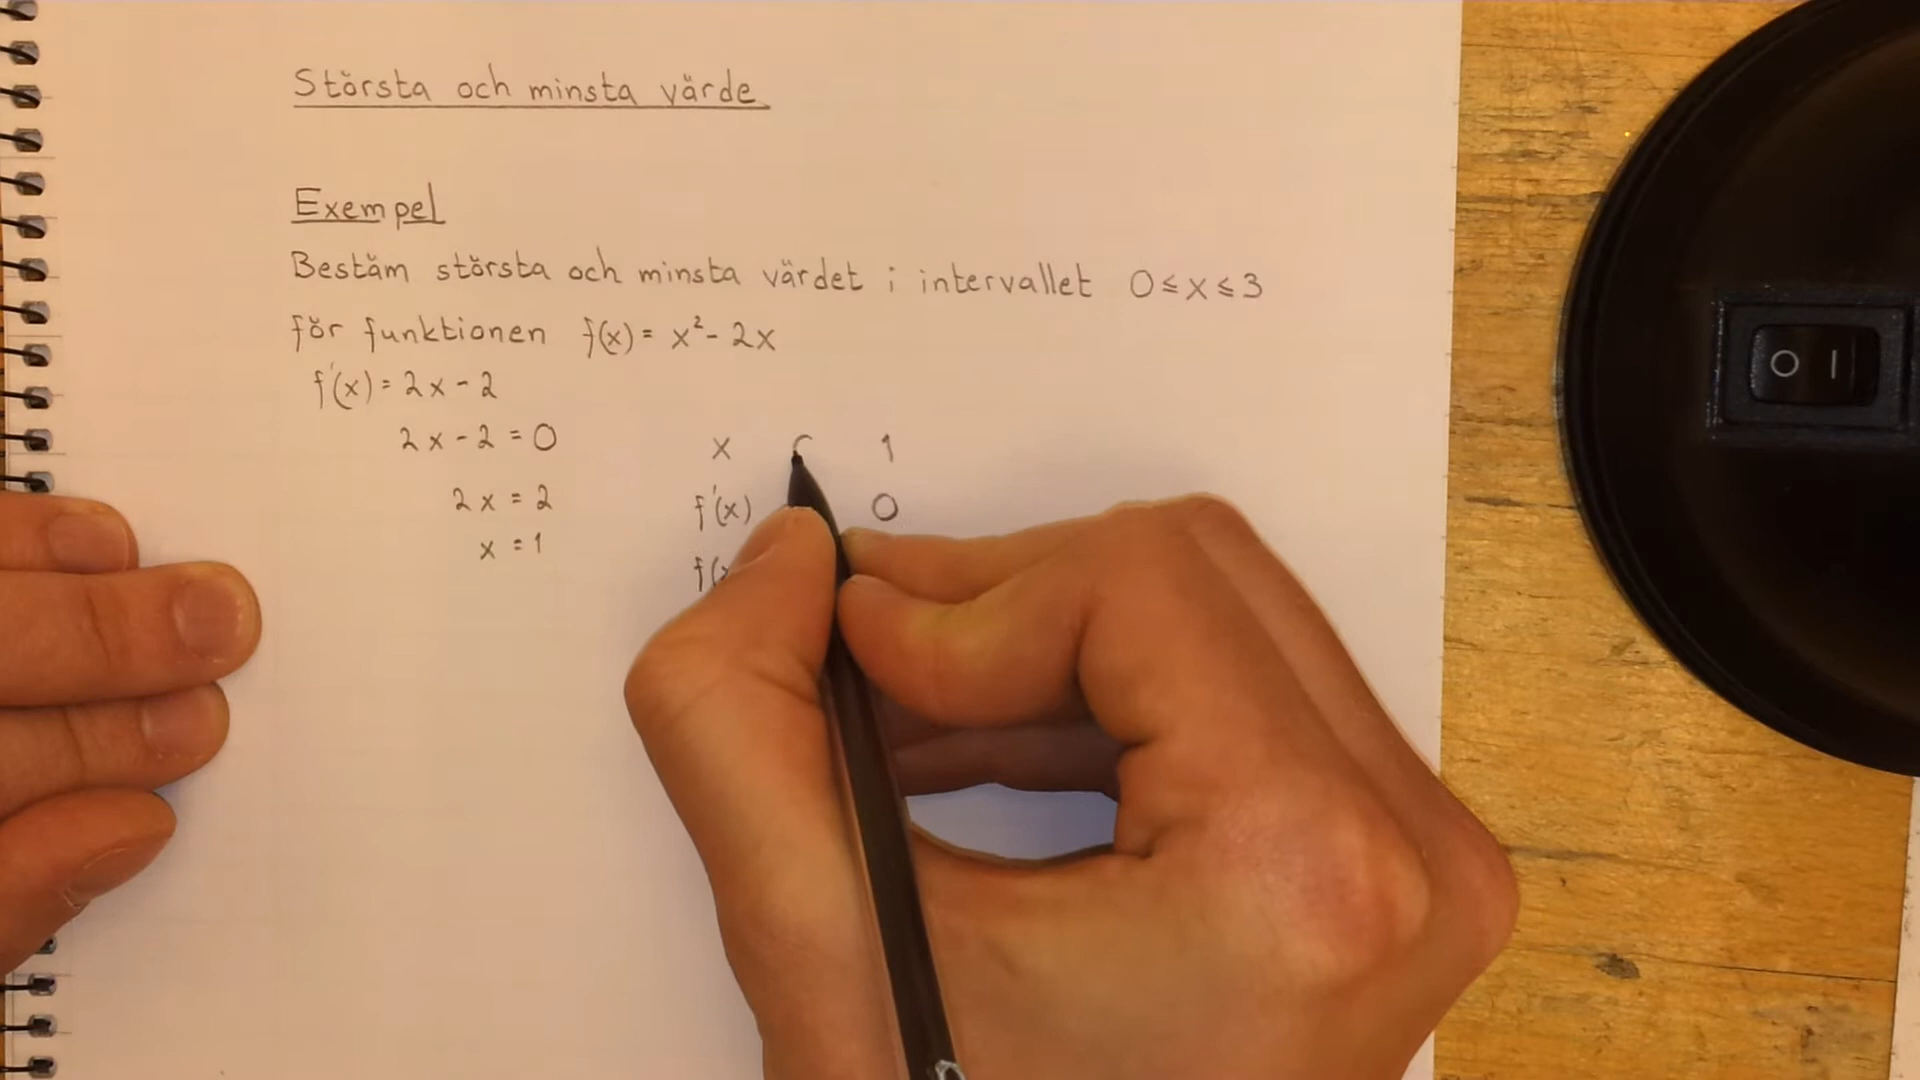 Största och minsta värde
Exempel
Bestäm största och minsta värdet i intervallet 0 ≤ x ≤ 3
för funktionen f(x) = x² - 2x
f'(x) = 2x - 2
2x - 2 = 0
2x = 2
x = 1
x 1
f'(x) 0
f(x
O I